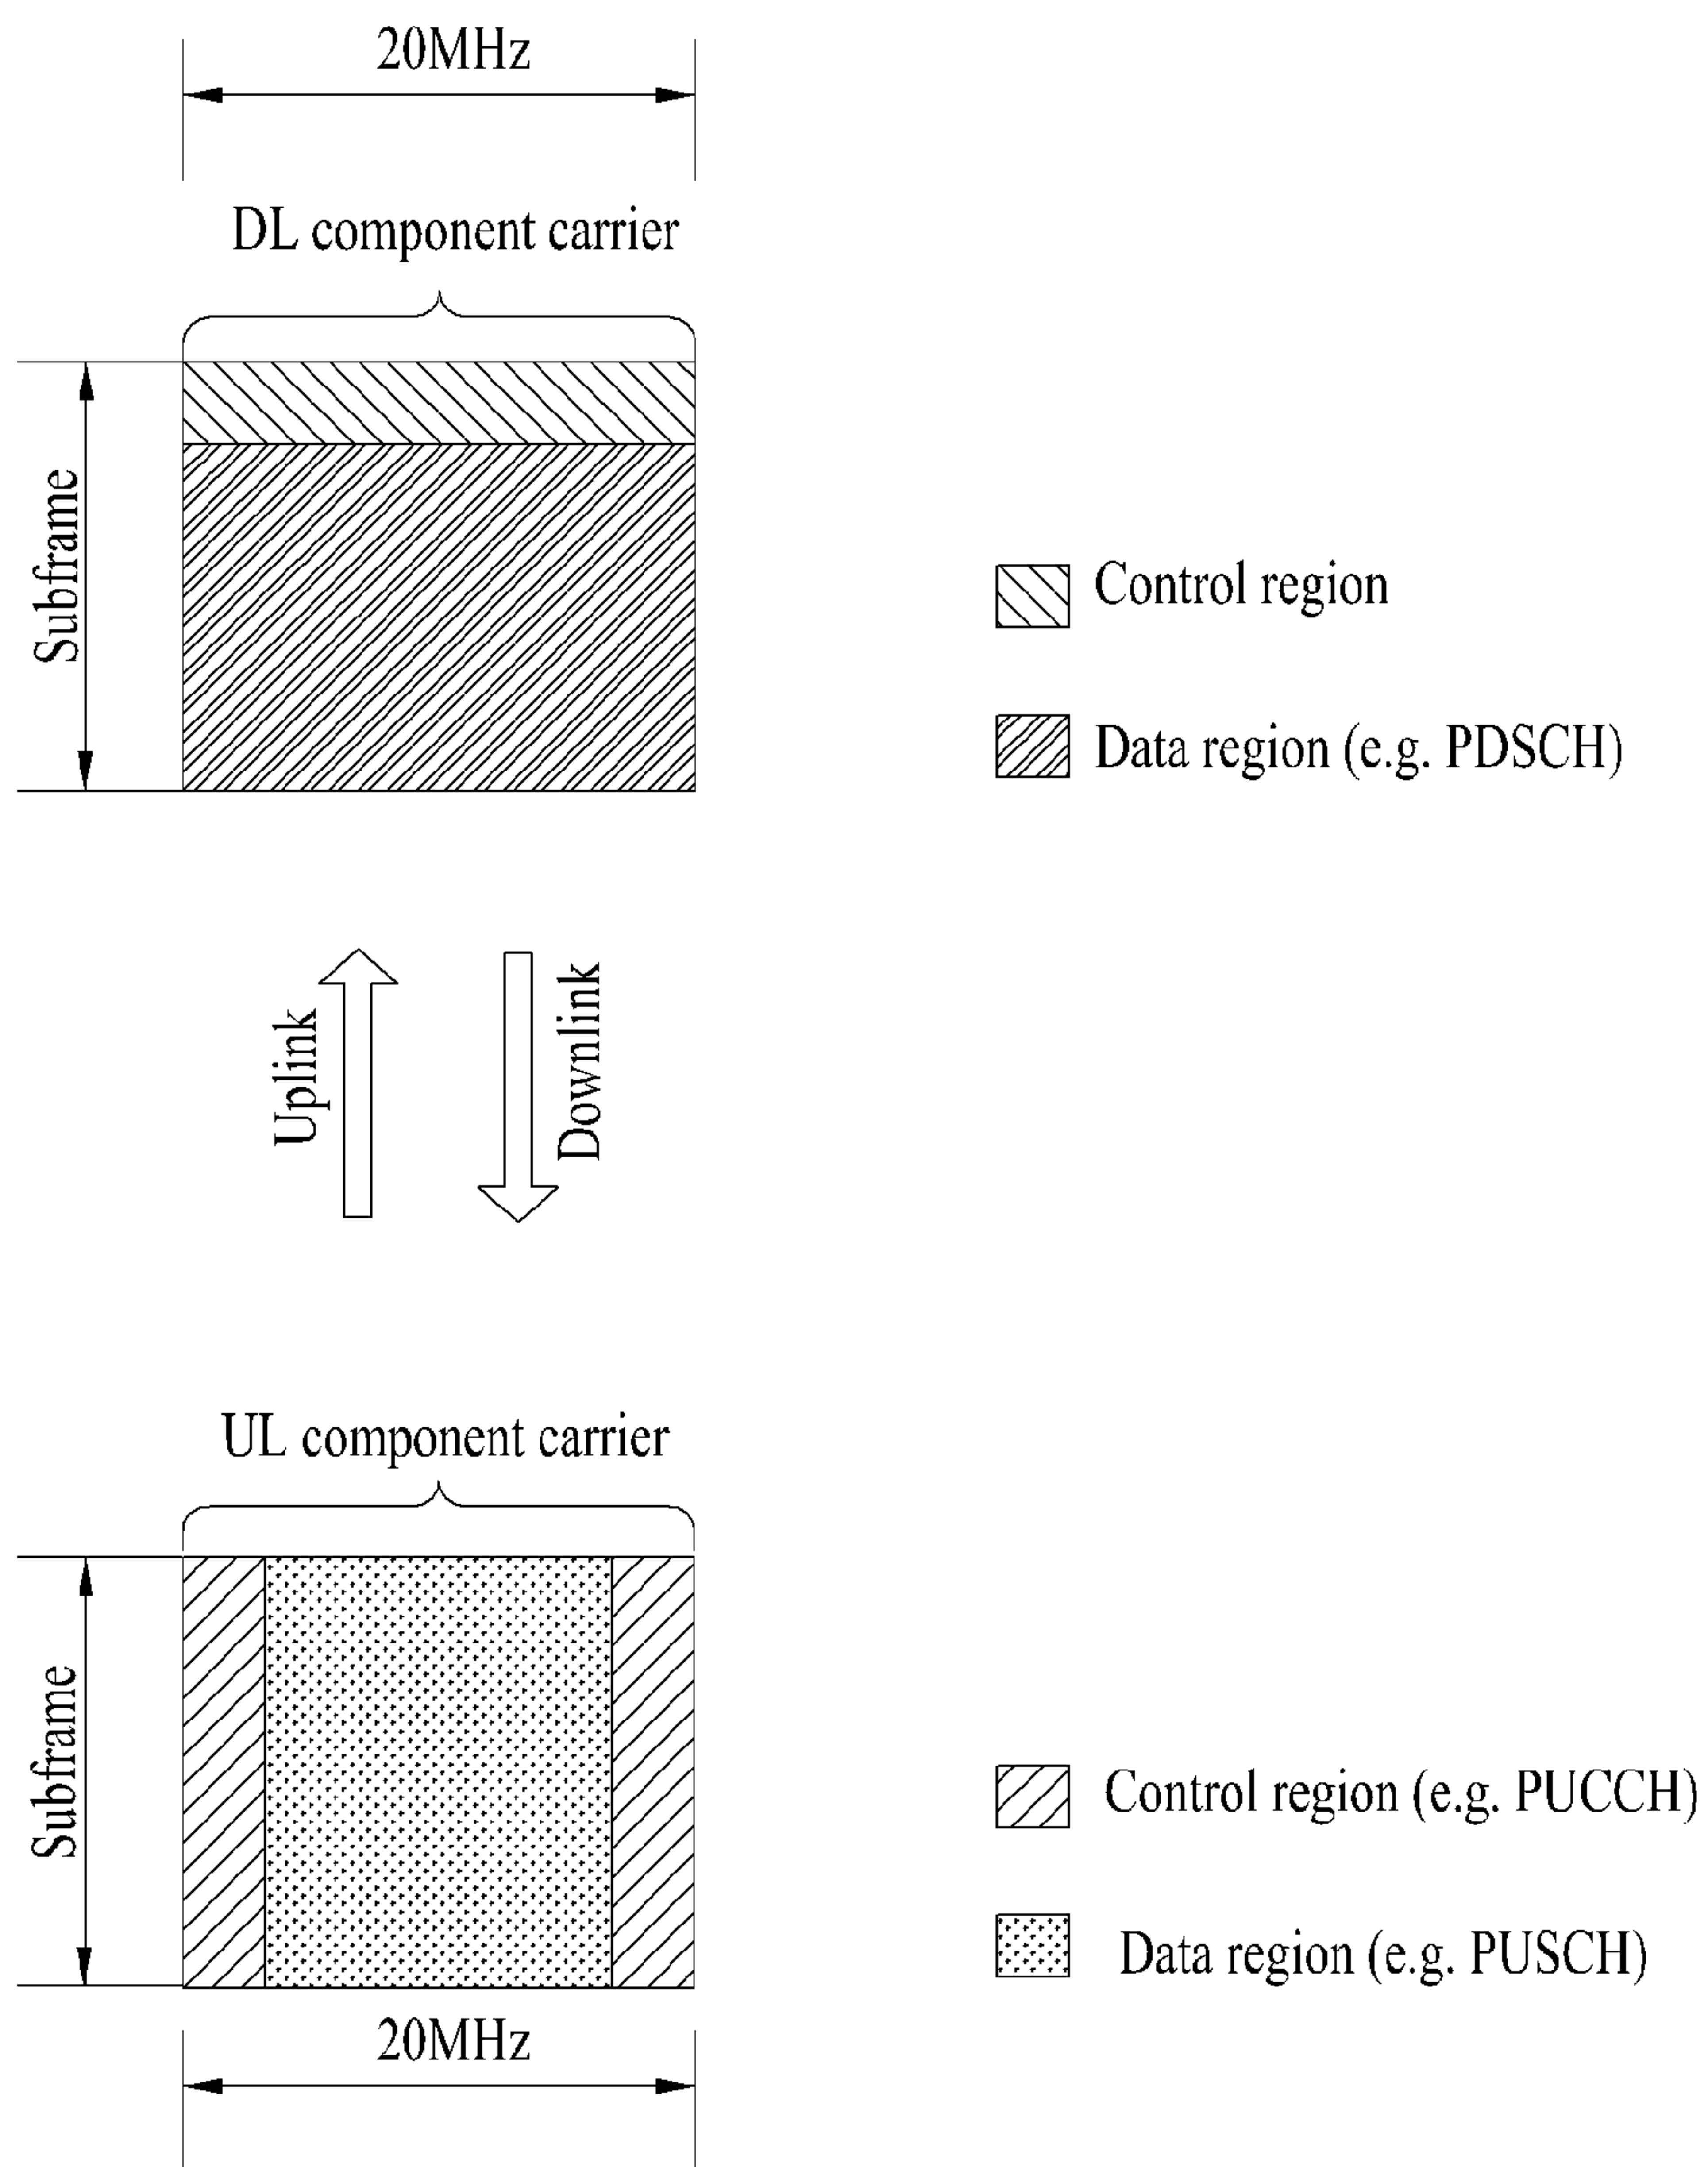 20MHz
DL component carrier
Subframe
Control region
Data region (e.g. PDSCH)
Uplink
Downlink
UL component carrier
Subframe
Control region (e.g. PUCCH)
Data region (e.g. PUSCH)
20MHz